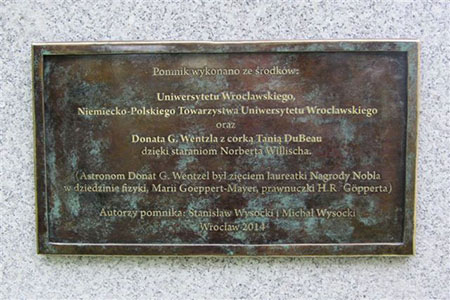 Pomnik wykonano ze środków:
Uniwersytetu Wrocławskiego,
Niemiecko-Polskiego Towarzystwa Uniwersytetu Wrocławskiego
oraz
Donata G. Wentzla z córką Tanią DuBeau
dzięki staraniom Norberta Willischa.
(Astronom Donat G. Wentzel był zięciem laureatki Nagrody Nobla
w dziedzinie fizyki, Marii Goeppert-Mayer, prawnuczki H.R. Göpperta)
Autorzy pomnika: Stanisław Wysocki i Michał Wysocki
Wrocław 2014